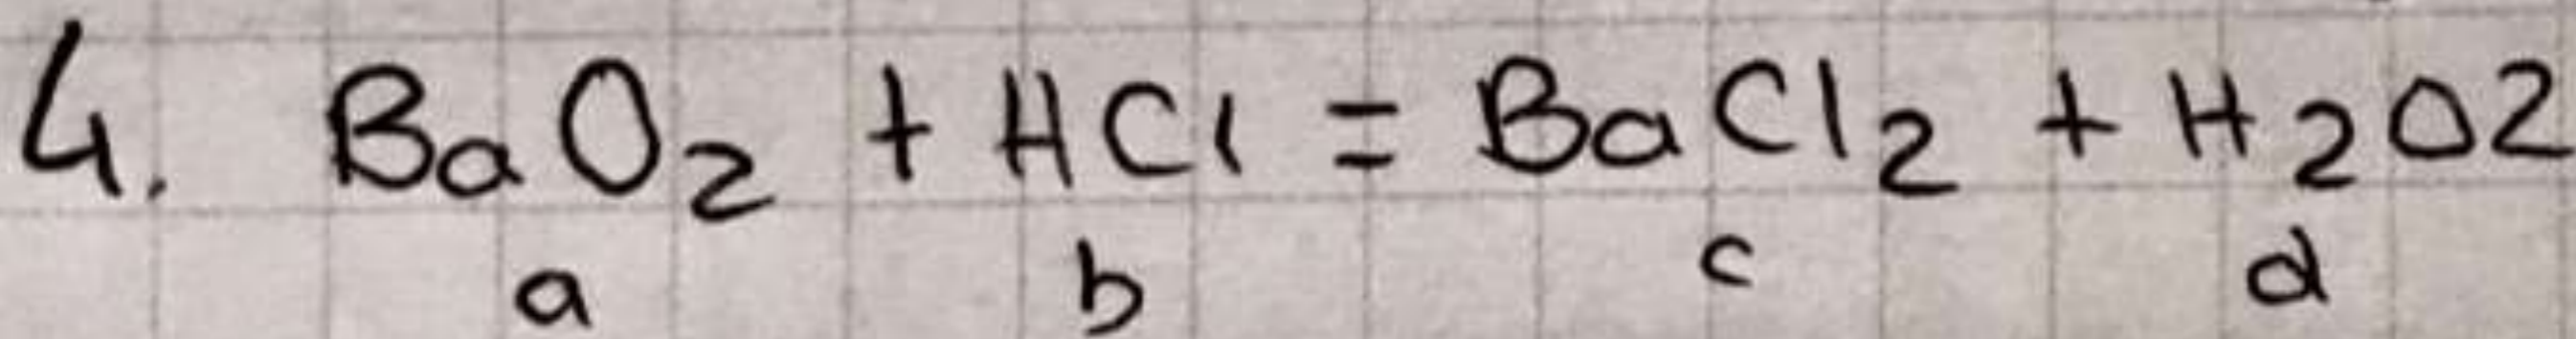 4. BaO₂ + HCl = BaCl₂ + H₂O2
a b c d